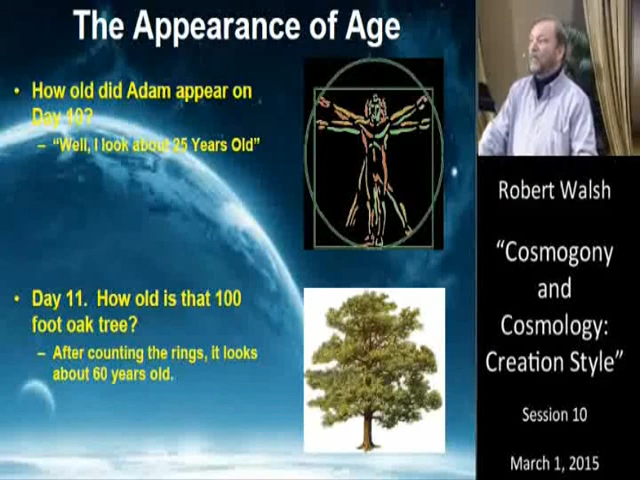 The Appearance of Age
• How old did Adam appear on
Day 10?
– "Well, I look about 25 Years Old"
• Day 11. How old is that 100
foot oak tree?
– After counting the rings, it looks
about 60 years old.
Robert Walsh
“Cosmogony
and
Cosmology:
Creation Style”
Session 10
March 1, 2015